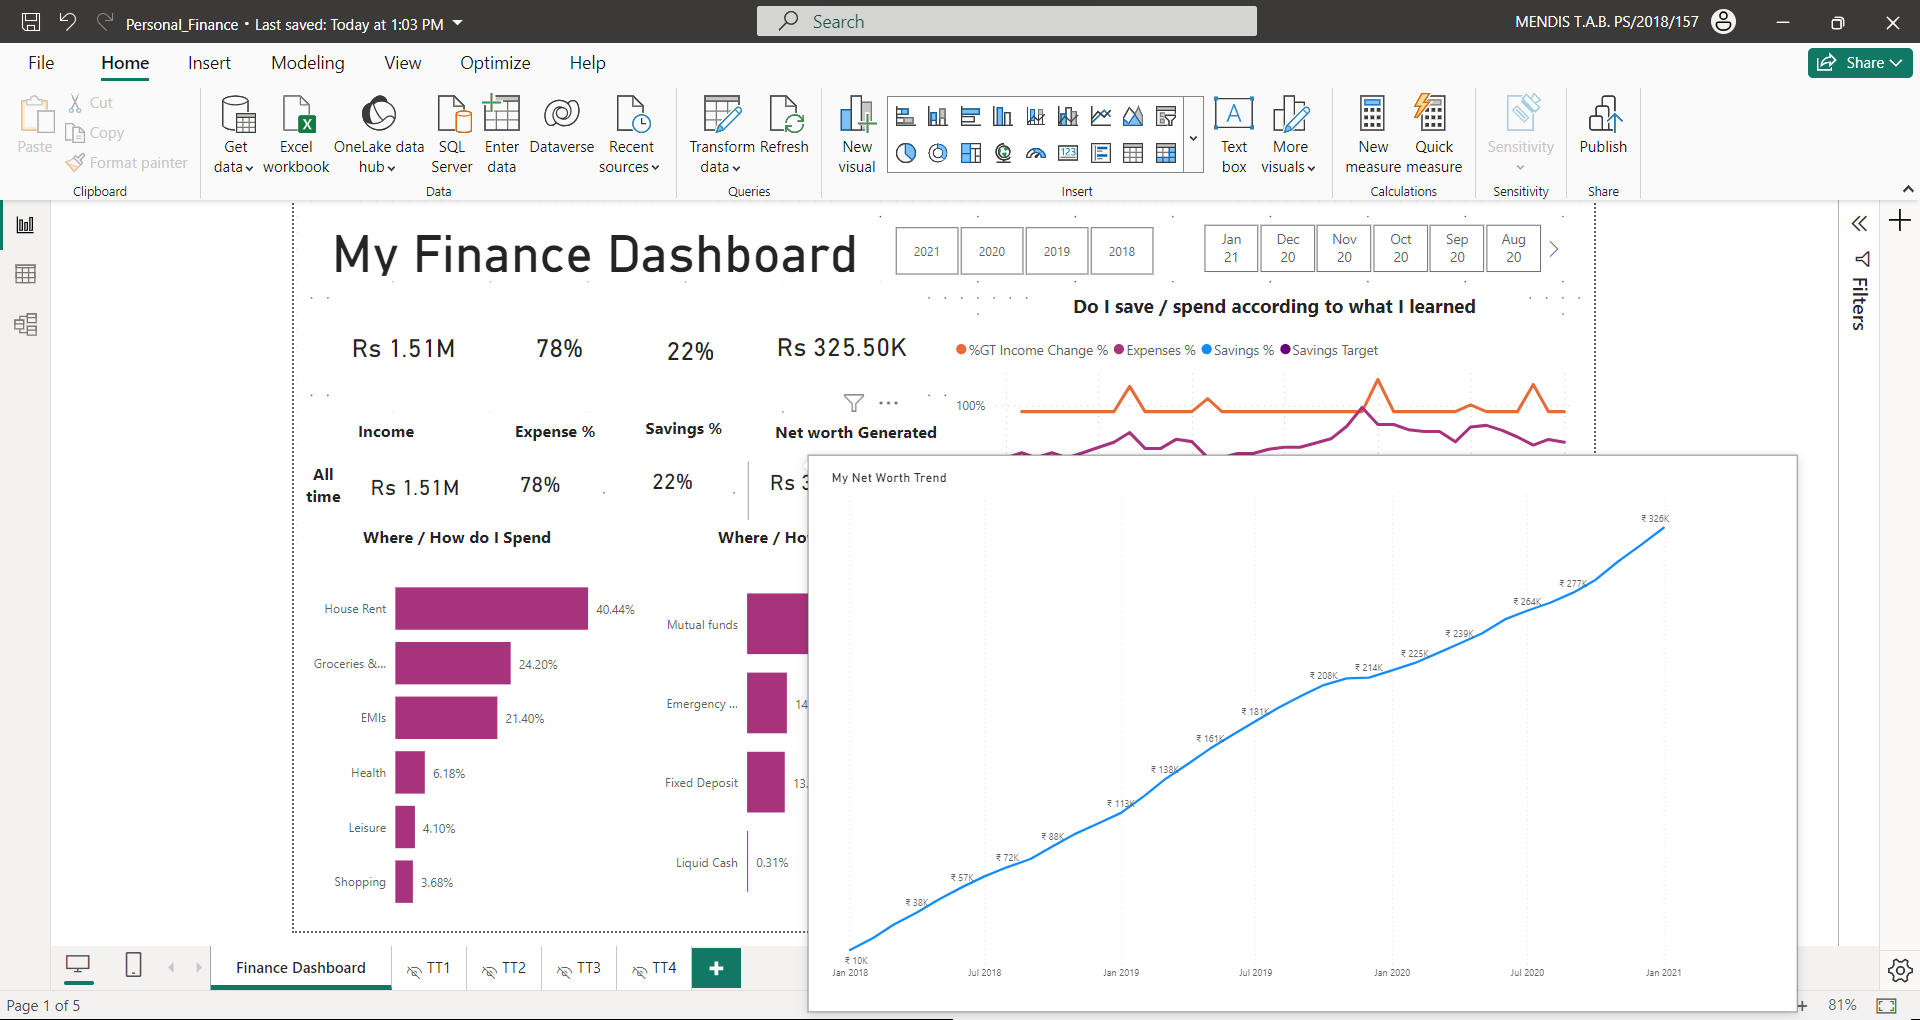 Personal_Finance • Last saved: Today at 1:03 PM
Search
MENDIS T.A.B. PS/2018/157
File Home Insert Modeling View Optimize Help
Share
Paste
Cut
Copy
Format painter
Clipboard
Get data
Excel workbook
OneLake data hub
SQL Server
Enter data
Dataverse
Recent sources
Data
Transform data
Refresh
Queries
New visual
123
Insert
A
Text box
More visuals
New measure
Quick measure
Calculations
Sensitivity
Sensitivity
Publish
Share
My Finance Dashboard
2021 2020 2019 2018
Jan 21
Dec 20
Nov 20
Oct 20
Sep 20
Aug 20
Filters
Rs 1.51M 78% 22% Rs 325.50K
Income Expense % Savings % Net worth Generated
All time
Rs 1.51M 78% 22% Rs 3
Do I save / spend according to what I learned
%GT Income Change % Expenses % Savings % Savings Target
100%
Where / How do I Spend
House Rent 40.44%
Groceries &... 24.20%
EMIs 21.40%
Health 6.18%
Leisure 4.10%
Shopping 3.68%
Where / Ho
Mutual funds
Emergency ... 14
Fixed Deposit 13.
Liquid Cash 0.31%
My Net Worth Trend
₹ 326K
₹ 277K
₹ 264K
₹ 239K
₹ 225K
₹ 214K
₹ 208K
₹ 181K
₹ 161K
₹ 138K
₹ 113K
₹ 88K
₹ 72K
₹ 57K
₹ 38K
₹ 10K
Jan 2018 Jul 2018 Jan 2019 Jul 2019 Jan 2020 Jul 2020 Jan 2021
Finance Dashboard TT1 TT2 TT3 TT4
Page 1 of 5
81%